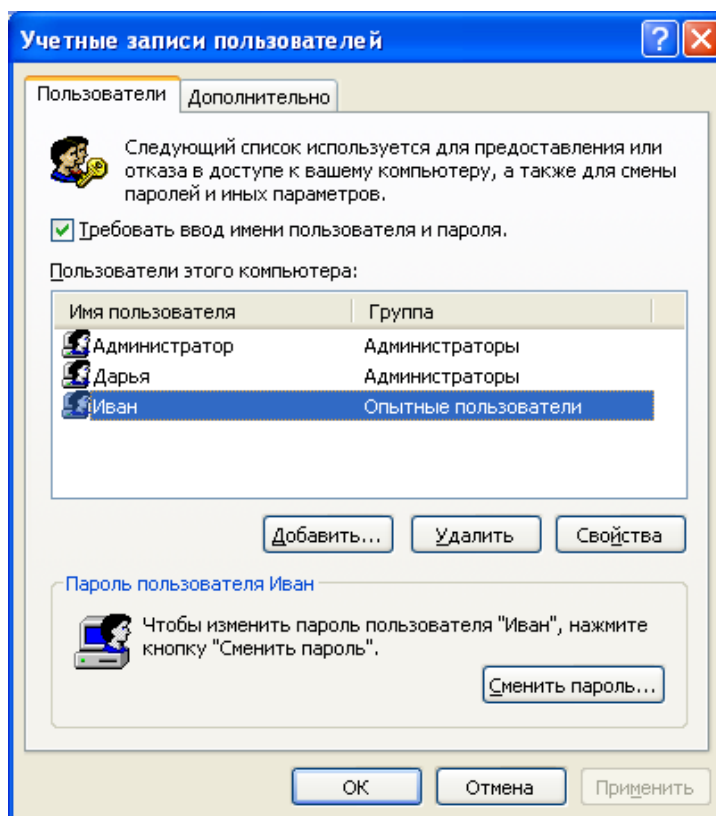 Учетные записи пользователей
Пользователи
Дополнительно
Следующий список используется для предоставления или
отказа в доступе к вашему компьютеру, а также для смены
паролей и иных параметров.
Требовать ввод имени пользователя и пароля.
Пользователи этого компьютера:
Имя пользователя Группа
Администратор Администраторы
Дарья Администраторы
Иван Опытные пользователи
Добавить... Удалить Свойства
Пароль пользователя Иван
Чтобы изменить пароль пользователя "Иван", нажмите
кнопку "Сменить пароль".
Сменить пароль...
ОК Отмена Применить